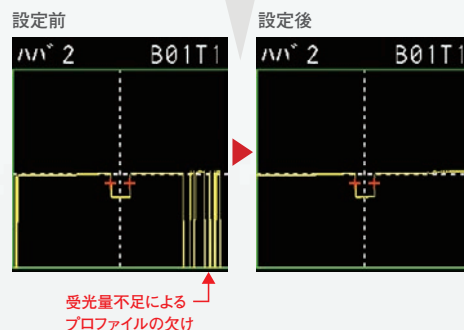 設定前
設定後
ﾊﾊﾞ 2 B01T1
ﾊﾊﾞ 2 B01T1
受光量不足による
プロファイルの欠け